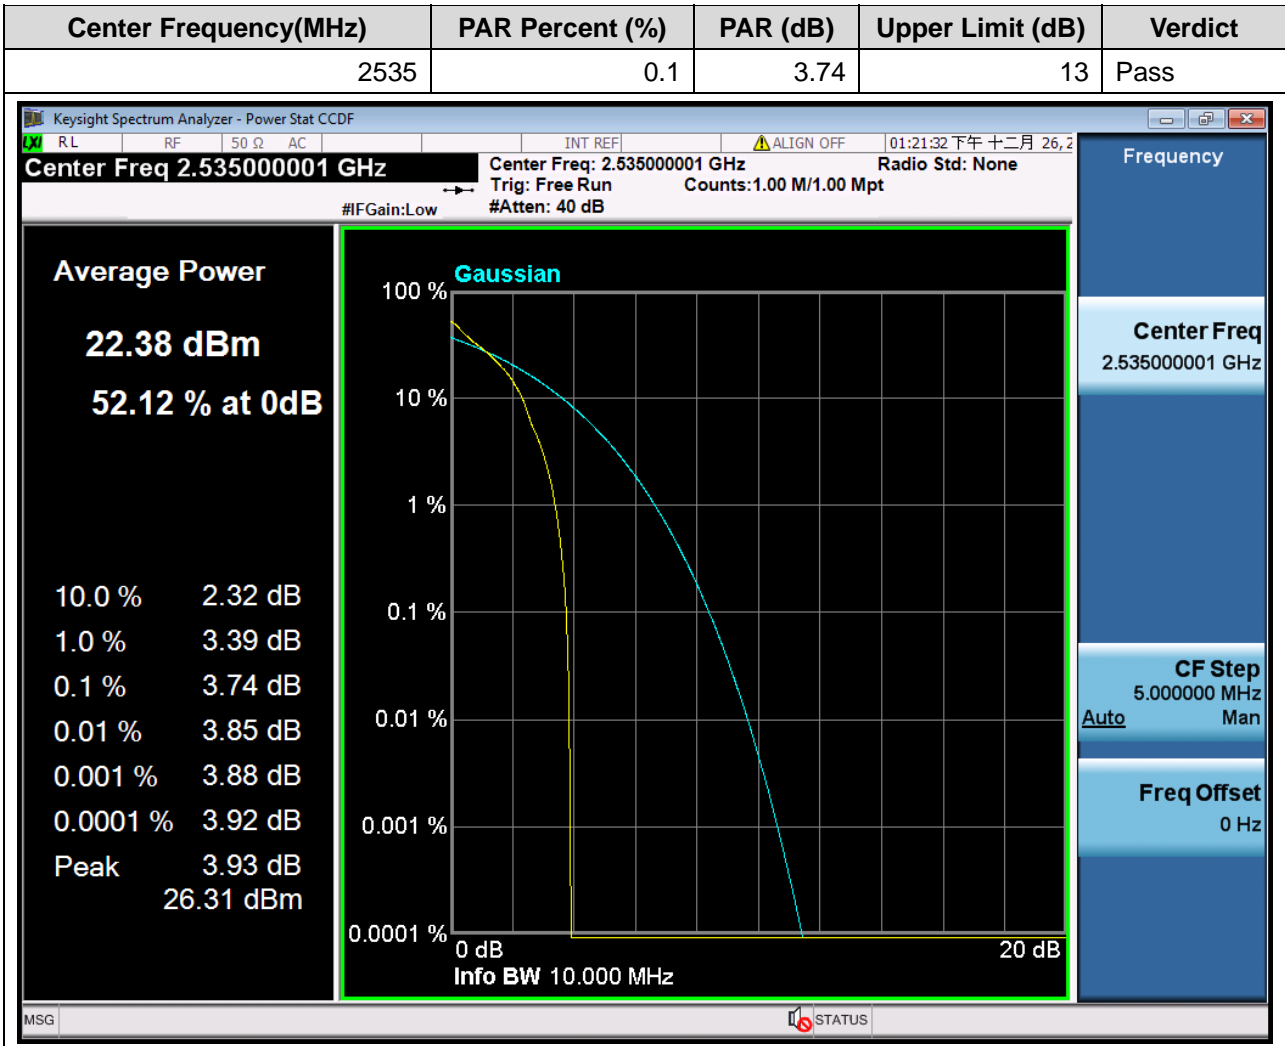 Center Frequency(MHz) PAR Percent (%) PAR (dB) Upper Limit (dB) Verdict
2535 0.1 3.74 13 Pass
Keysight Spectrum Analyzer - Power Stat CCDF
LXI RL RF 50 Ω AC INT REF ALIGN OFF 01:21:32 下午 十二月 26, 2
Center Freq 2.535000001 GHz
#IFGain:Low
Center Freq: 2.535000001 GHz Radio Std: None
Trig: Free Run Counts:1.00 M/1.00 Mpt
#Atten: 40 dB
Average Power
22.38 dBm
52.12 % at 0dB
10.0 % 2.32 dB
1.0 % 3.39 dB
0.1 % 3.74 dB
0.01 % 3.85 dB
0.001 % 3.88 dB
0.0001 % 3.92 dB
Peak 3.93 dB
26.31 dBm
Gaussian
100 %
10 %
1 %
0.1 %
0.01 %
0.001 %
0.0001 %
0 dB 20 dB
Info BW 10.000 MHz
Frequency
Center Freq
2.535000001 GHz
CF Step
5.000000 MHz
Auto Man
Freq Offset
0 Hz
MSG STATUS